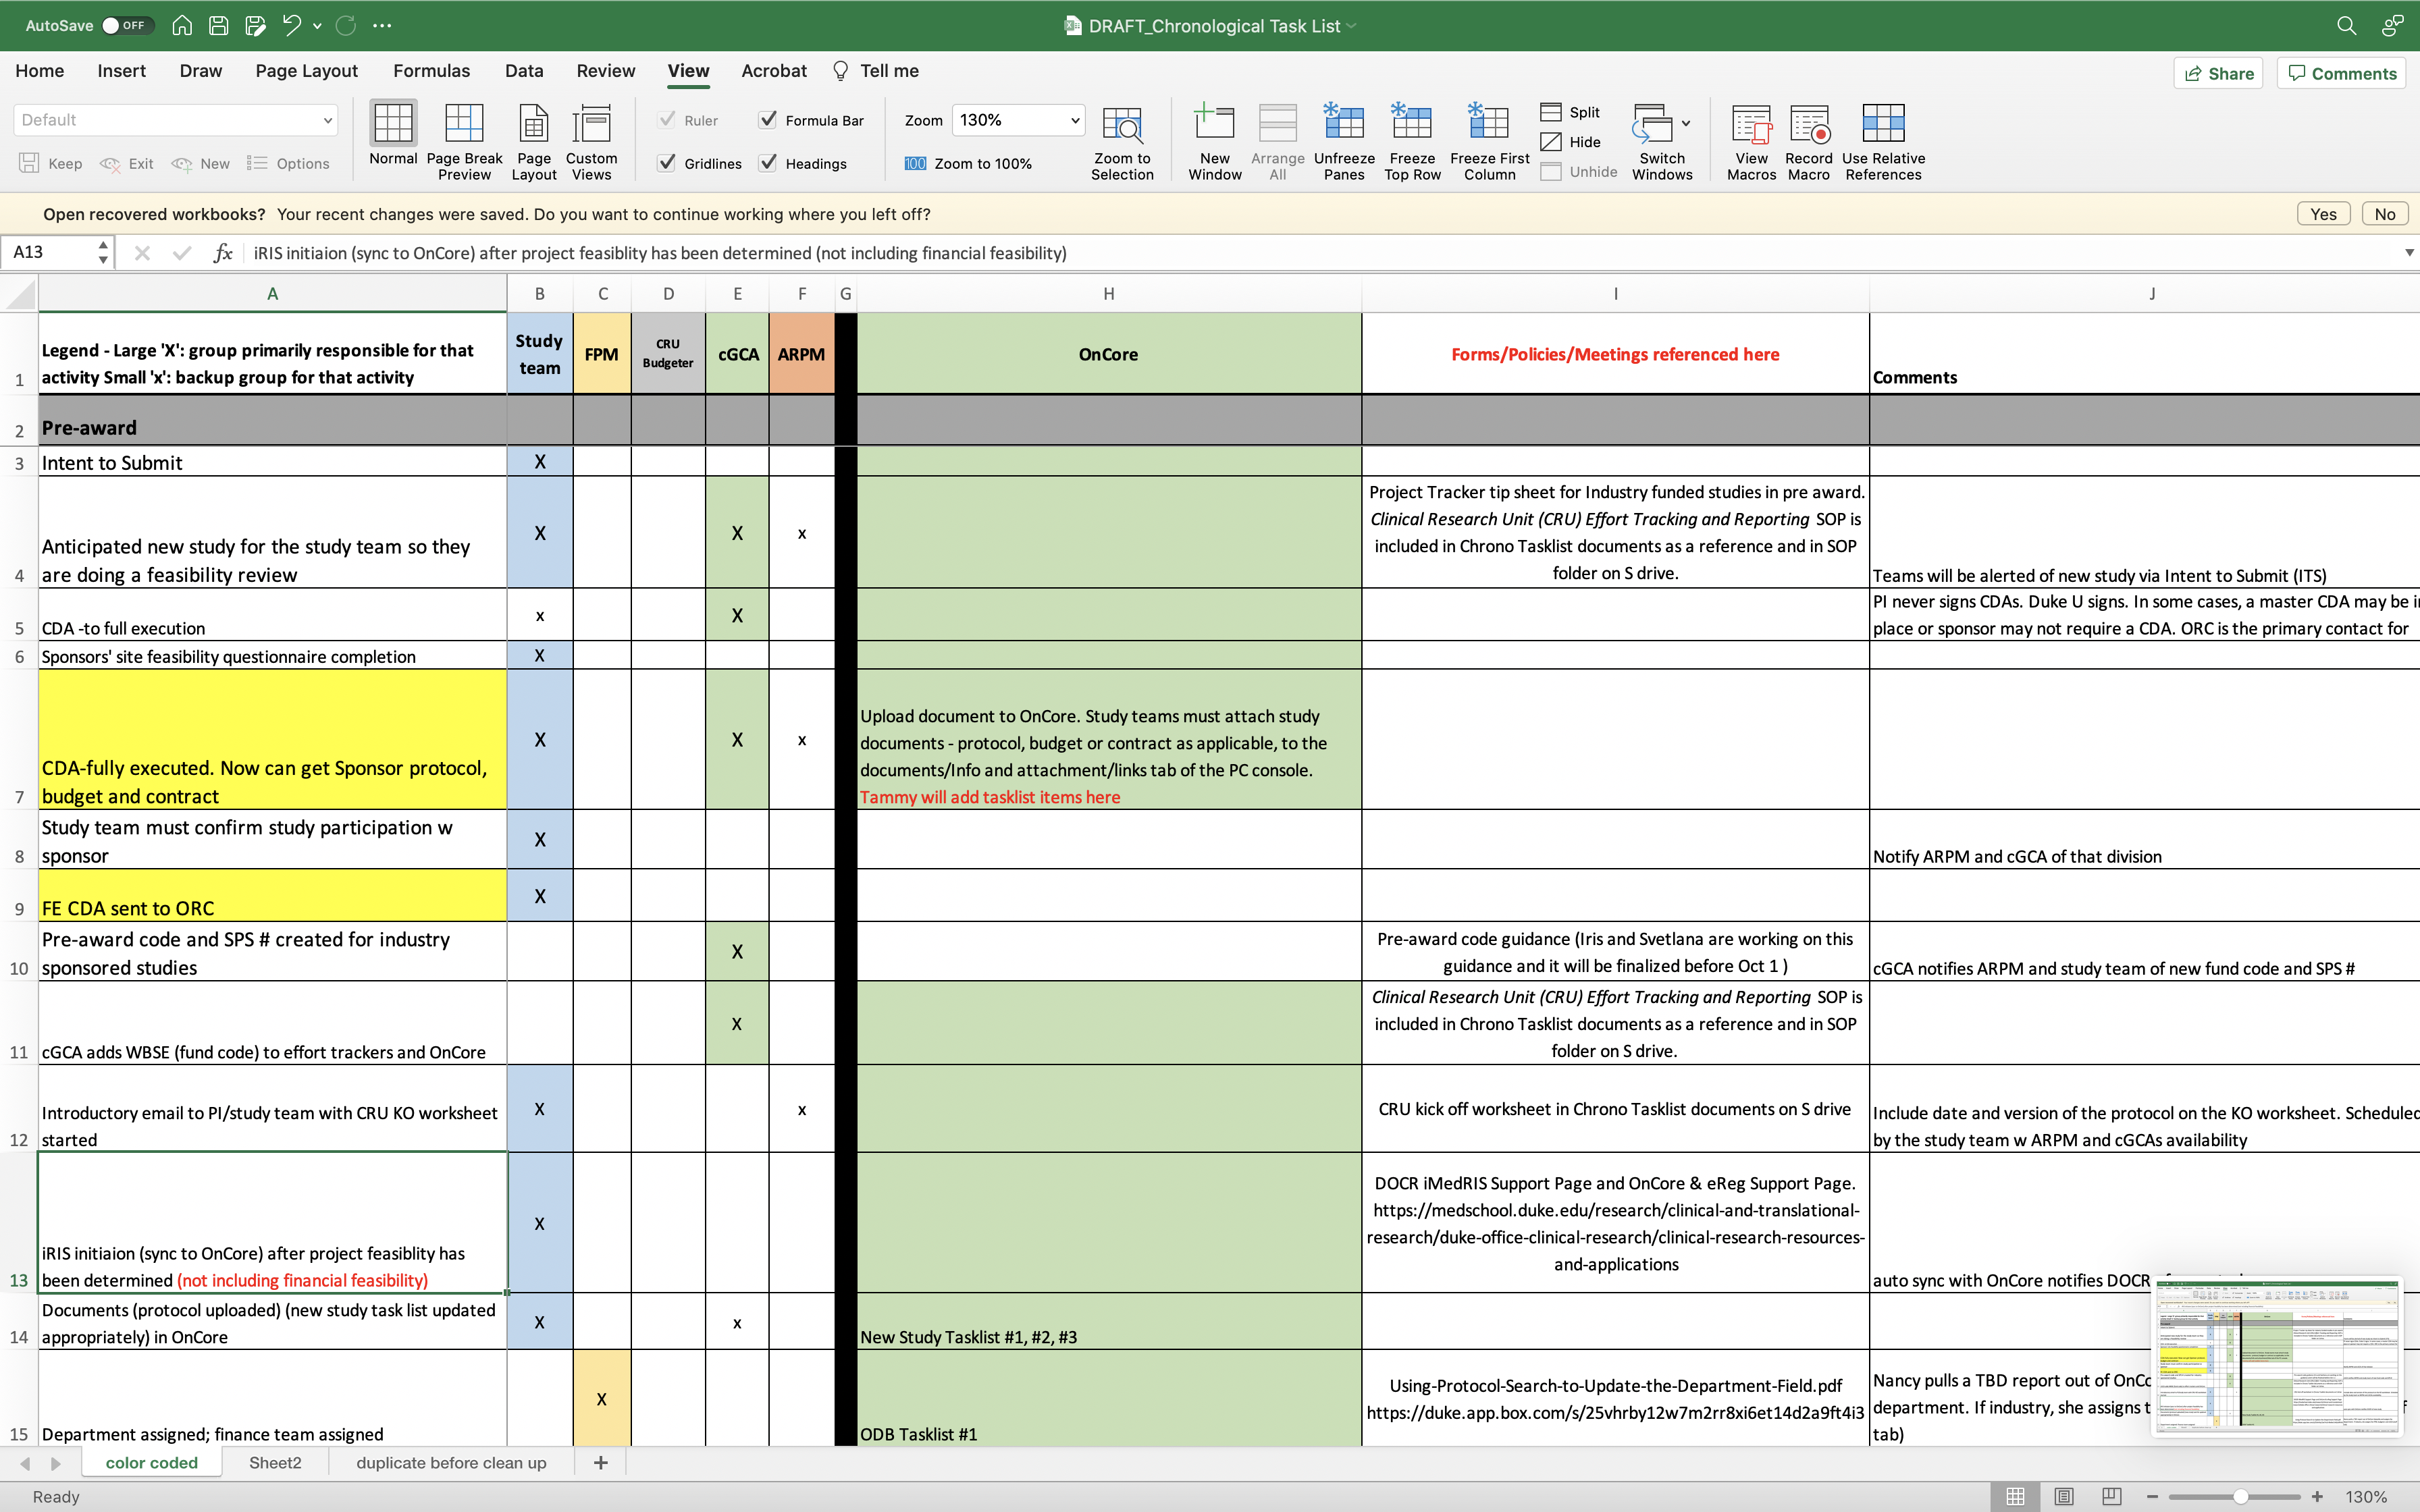 AutoSave OFF
DRAFT_Chronological Task List
Home Insert Draw Page Layout Formulas Data Review View Acrobat Tell me
Share Comments
Default
Keep Exit New Options
Normal
Page Break Preview
Page Layout
Custom Views
Ruler
Formula Bar
Gridlines
Headings
Zoom 130%
100 Zoom to 100%
Zoom to Selection
New Window
Arrange All
Unfreeze Panes
Freeze Top Row
Freeze First Column
Split
Hide
Unhide
Switch Windows
View Macros
Record Macro
Use Relative References
Open recovered workbooks? Your recent changes were saved. Do you want to continue working where you left off?
Yes No
A13
fx
iRIS initiaion (sync to OnCore) after project feasiblity has been determined (not including financial feasibility)
A B C D E F G H I J
1
Legend - Large 'X': group primarily responsible for that
activity Small 'x': backup group for that activity
Study
team
FPM
CRU
Budgeter
cGCA
ARPM
OnCore
Forms/Policies/Meetings referenced here
Comments
2
Pre-award
3
Intent to Submit
X
4
Anticipated new study for the study team so they
are doing a feasibility review
X
X
x
Project Tracker tip sheet for Industry funded studies in pre award.
Clinical Research Unit (CRU) Effort Tracking and Reporting SOP is
included in Chrono Tasklist documents as a reference and in SOP
folder on S drive.
Teams will be alerted of new study via Intent to Submit (ITS)
5
CDA -to full execution
x
X
PI never signs CDAs. Duke U signs. In some cases, a master CDA may be i
place or sponsor may not require a CDA. ORC is the primary contact for
6
Sponsors' site feasibility questionnaire completion
X
7
CDA-fully executed. Now can get Sponsor protocol,
budget and contract
X
X
x
Upload document to OnCore. Study teams must attach study
documents - protocol, budget or contract as applicable, to the
documents/Info and attachment/links tab of the PC console.
Tammy will add tasklist items here
8
Study team must confirm study participation w
sponsor
X
Notify ARPM and cGCA of that division
9
FE CDA sent to ORC
X
10
Pre-award code and SPS # created for industry
sponsored studies
X
Pre-award code guidance (Iris and Svetlana are working on this
guidance and it will be finalized before Oct 1 )
cGCA notifies ARPM and study team of new fund code and SPS #
11
cGCA adds WBSE (fund code) to effort trackers and OnCore
X
Clinical Research Unit (CRU) Effort Tracking and Reporting SOP is
included in Chrono Tasklist documents as a reference and in SOP
folder on S drive.
12
Introductory email to PI/study team with CRU KO worksheet
started
X
x
CRU kick off worksheet in Chrono Tasklist documents on S drive
Include date and version of the protocol on the KO worksheet. Scheduled
by the study team w ARPM and cGCAs availability
13
iRIS initiaion (sync to OnCore) after project feasiblity has
been determined (not including financial feasibility)
X
DOCR iMedRIS Support Page and OnCore & eReg Support Page.
https://medschool.duke.edu/research/clinical-and-translational-
research/duke-office-clinical-research/clinical-research-resources-
and-applications
auto sync with OnCore notifies DOCR
14
Documents (protocol uploaded) (new study task list updated
appropriately) in OnCore
X
x
New Study Tasklist #1, #2, #3
15
Department assigned; finance team assigned
X
ODB Tasklist #1
Using-Protocol-Search-to-Update-the-Department-Field.pdf
https://duke.app.box.com/s/25vhrby12w7m2rr8xi6et14d2a9ft4i3
Nancy pulls a TBD report out of OnCo
department. If industry, she assigns t
tab)
color coded Sheet2 duplicate before clean up +
Ready
130%